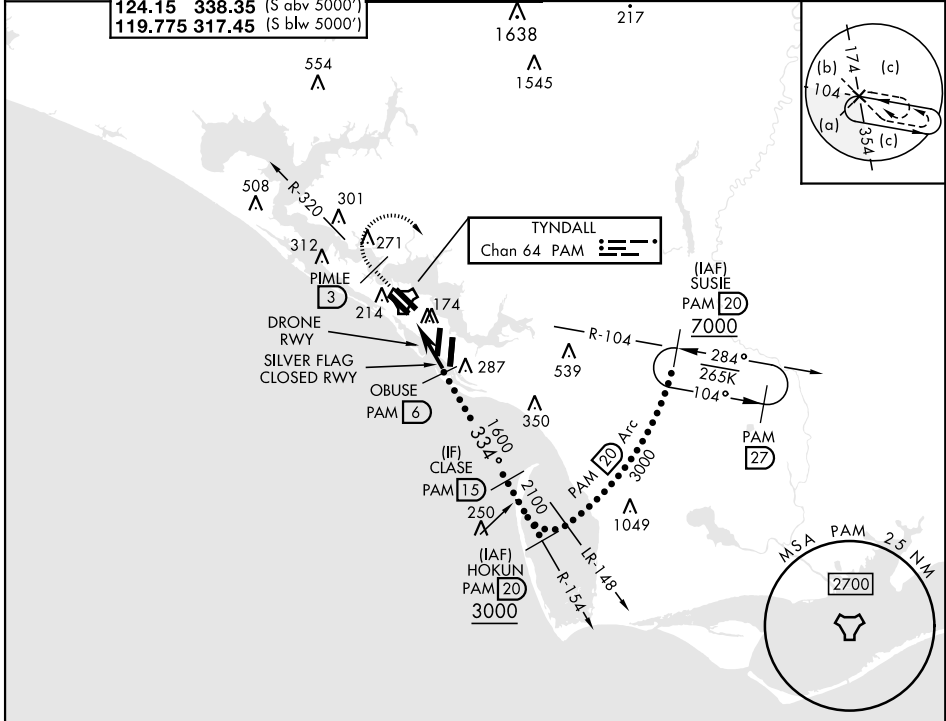 124.15 338.35 (S abv 5000')
119.775 317.45 (S blw 5000')
1638
217
1545
554
174
(b)
(c)
104
(a)
(c)
354
508
R-320
301
271
312
PIMLE
3
214
174
TYNDALL
Chan 64 PAM
(IAF)
SUSIE
PAM 20
7000
DRONE
RWY
SILVER FLAG
CLOSED RWY
287
OBUSE
PAM 6
R-104
539
284°
265K
104°
350
PAM
27
1600
334°
(IF)
CLASE
PAM 15
2100
PAM 20 Arc
3000
250
1049
(IAF)
HOKUN
PAM 20
3000
R-154
LR-148
MSA PAM 25 NM
2700